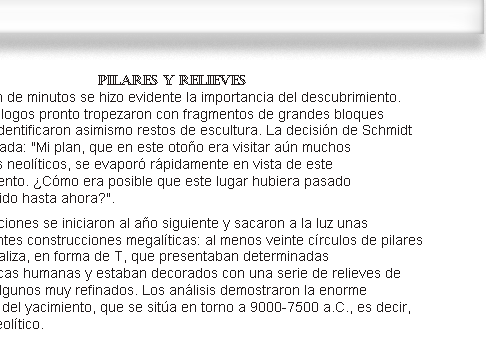 PILARES Y RELIEVES
n de minutos se hizo evidente la importancia del descubrimiento.
logos pronto tropezaron con fragmentos de grandes bloques
dentificaron asimismo restos de escultura. La decisión de Schmidt
ada: "Mi plan, que en este otoño era visitar aún muchos
s neolíticos, se evaporó rápidamente en vista de este
ento. ¿Cómo era posible que este lugar hubiera pasado
ido hasta ahora?".
ciones se iniciaron al año siguiente y sacaron a la luz unas
ntes construcciones megalíticas: al menos veinte círculos de pilares
aliza, en forma de T, que presentaban determinadas
cas humanas y estaban decorados con una serie de relieves de
lgunos muy refinados. Los análisis demostraron la enorme
del yacimiento, que se sitúa en torno a 9000-7500 a.C., es decir,
eolítico.